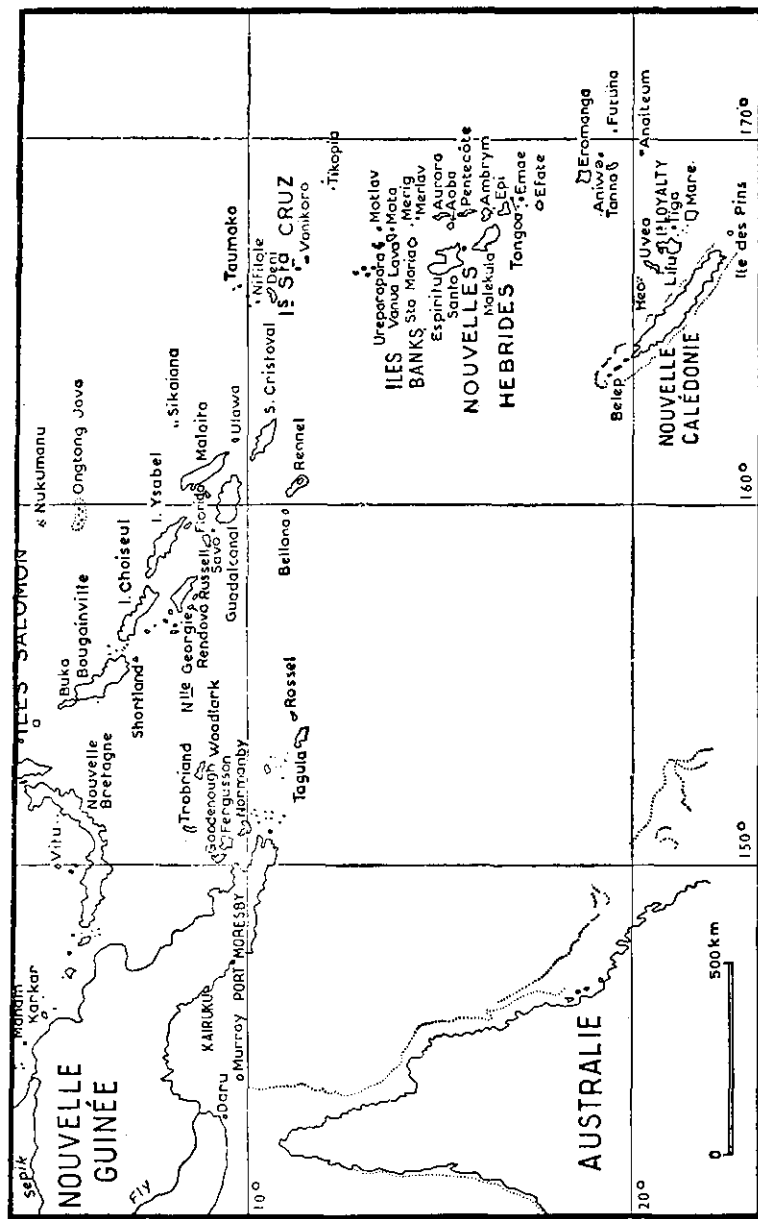 ILES SALOMON
Sepik
Manam
Karkar
NOUVELLE
GUINÉE
Fly
Vitu
Nouvelle
Bretagne
Buka
Bougainville
Shortland
I. Choiseul
I. Ysabel
Nukumanu
Ongtong Java
Sikaiana
Malaita
Ulawa
Florida
Savo
Guadalcanal
Nlle Georgie
Rendova
Russell
S. Cristoval
Rennel
Bellona
Trobriand
Woodlark
Goodenough
Fergusson
Normanby
Tagula
Rossel
KAIRUKU
PORT MORESBY
Daru
Murray
Taumako
Nifilole
Deni
Is Sta CRUZ
Vanikoro
Tikopia
Ureparapara
Motlav
Vanua Lava
Mota
ILES
BANKS
Sta Maria
Merig
Merlav
Espiritu
Santo
Aurora
Aoba
Pentecôte
NOUVELLES
HEBRIDES
Malekula
Ambrym
Epi
Tongoa
Emae
Efate
Eromanga
Aniwa
Tanna
Futuna
Anaiteum
Belep
NOUVELLE
CALÉDONIE
Heo
Uvea
Is LOYALTY
Lifu
Tiga
Mare
Ile des Pins
AUSTRALIE
0 500 km
10°
20°
150°
160°
170°